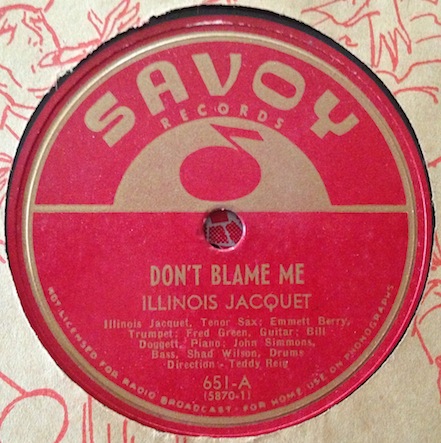 SAVOY
RECORDS
DON'T BLAME ME
ILLINOIS JACQUET
Illinois Jacquet, Tenor Sax; Emmett Berry,
Trumpet; Fred Green, Guitar; Bill
Doggett, Piano; John Simmons,
Bass, Shad Wilson, Drums
Direction - Teddy Reig
651-A
(5870-1)
NOT LICENSED FOR RADIO BROADCAST - FOR HOME USE ON PHONOGRAPHS